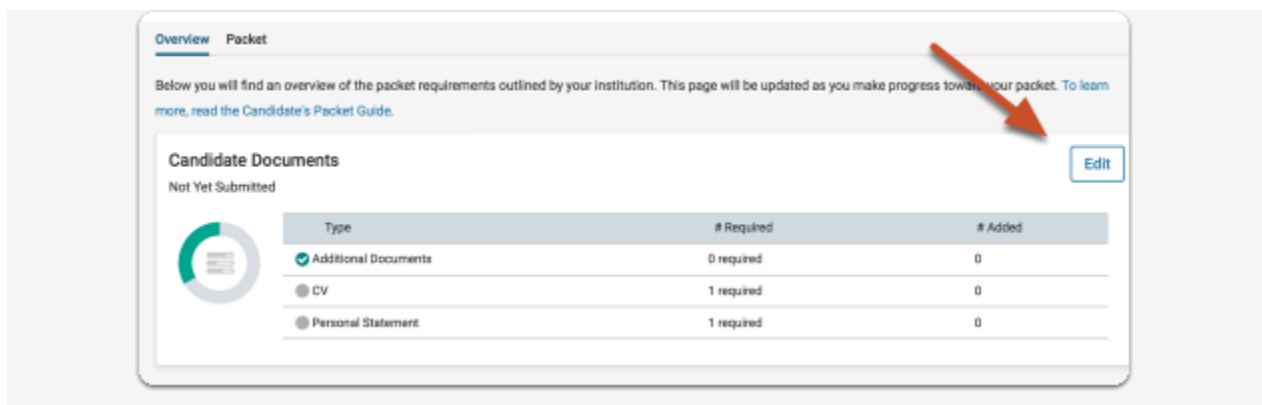 Overview Packet
Below you will find an overview of the packet requirements outlined by your institution. This page will be updated as you make progress toward your packet. To learn
more, read the Candidate's Packet Guide.
Candidate Documents
Edit
Not Yet Submitted
Type # Required # Added
Additional Documents 0 required 0
CV 1 required 0
Personal Statement 1 required 0